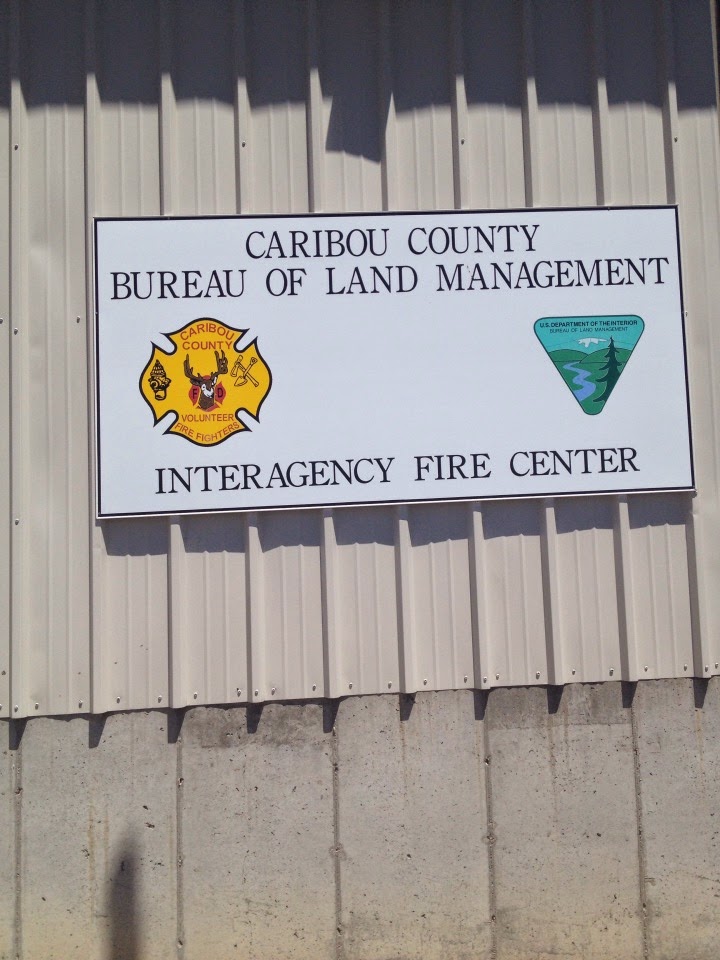 CARIBOU COUNTY
BUREAU OF LAND MANAGEMENT
CARIBOU
COUNTY
F D
VOLUNTEER
FIRE FIGHTERS
U.S. DEPARTMENT OF THE INTERIOR
BUREAU OF LAND MANAGEMENT
INTERAGENCY FIRE CENTER